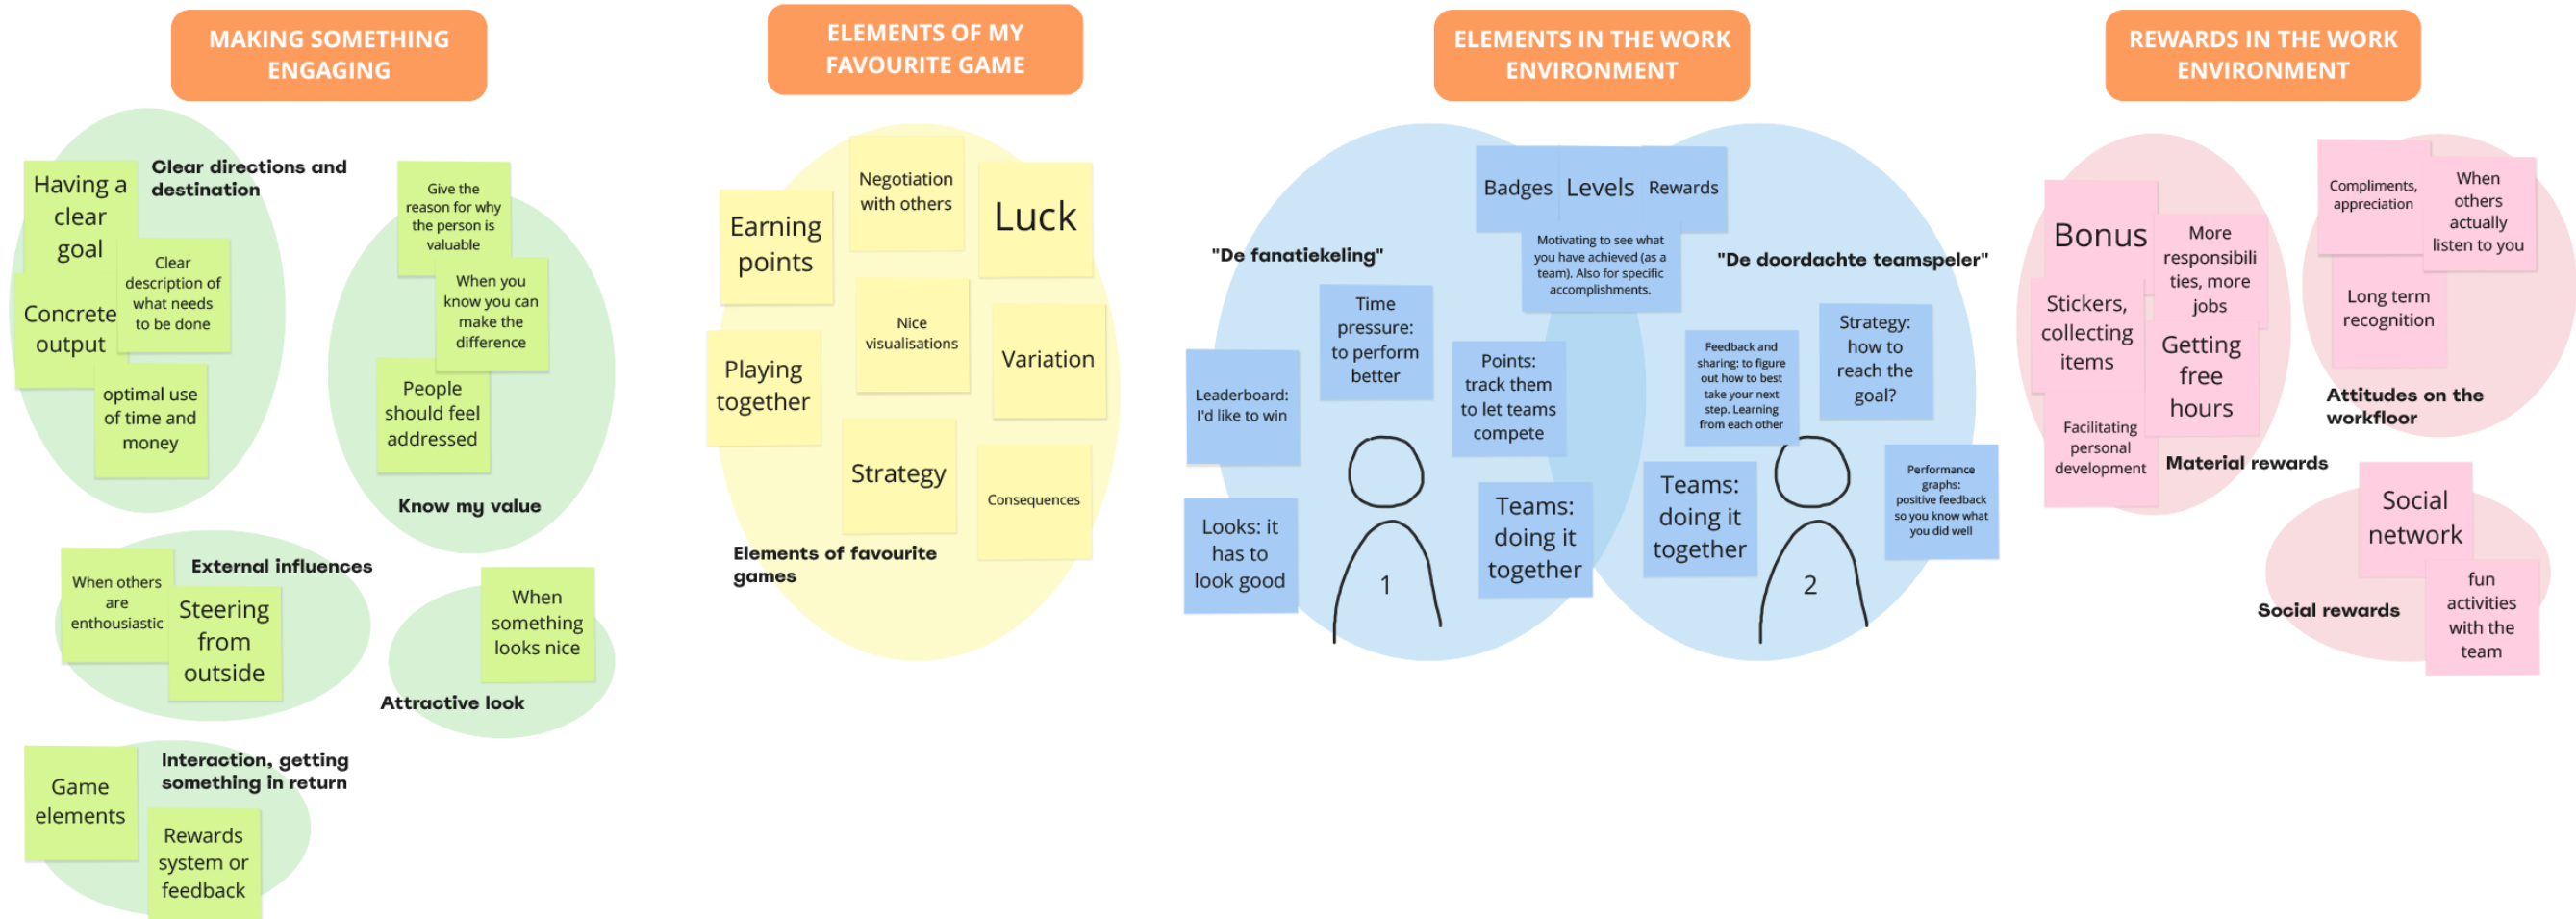 MAKING SOMETHING
ENGAGING
Clear directions and
destination
Having a
clear
goal
Clear
description of
what needs
to be done
Concrete
output
optimal use
of time and
money
Give the
reason for why
the person is
valuable
When you
know you can
make the
difference
People
should feel
addressed
Know my value
External influences
When others
are
enthusiastic
Steering
from
outside
When
something
looks nice
Attractive look
Interaction, getting
something in return
Game
elements
Rewards
system or
feedback
ELEMENTS OF MY
FAVOURITE GAME
Negotiation
with others
Luck
Earning
points
Nice
visualisations
Variation
Playing
together
Strategy
Consequences
Elements of favourite
games
ELEMENTS IN THE WORK
ENVIRONMENT
Badges
Levels
Rewards
Motivating to see what
you have achieved (as a
team). Also for specific
accomplishments.
"De fanatiekeling"
Time
pressure:
to perform
better
Leaderboard:
I'd like to win
Points:
track them
to let teams
compete
Looks: it
has to
look good
Teams:
doing it
together
1
"De doordachte teamspeler"
Feedback and
sharing: to figure
out how to best
take your next
step. Learning
from each other
Strategy:
how to
reach the
goal?
Teams:
doing it
together
Performance
graphs:
positive feedback
so you know what
you did well
2
REWARDS IN THE WORK
ENVIRONMENT
Bonus
More
responsibili
ties, more
jobs
Stickers,
collecting
items
Getting
free
hours
Facilitating
personal
development
Material rewards
Compliments,
appreciation
When
others
actually
listen to you
Long term
recognition
Attitudes on the
workfloor
Social
network
fun
activities
with the
team
Social rewards